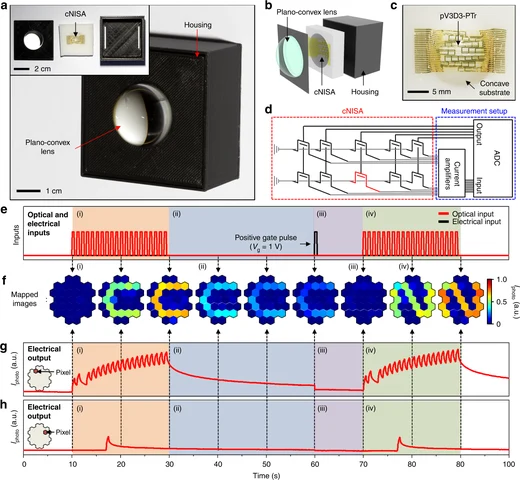 a
cNISA
Housing
2 cm
Plano-convex
lens
1 cm
b
Plano-convex lens
cNISA
Housing
c
pV3D3-PTr
Concave
substrate
5 mm
d
cNISA
Measurement setup
Output
ADC
Current
amplifiers
Input
e
Inputs
Optical and
electrical
inputs
(i)
(ii)
(iii)
(iv)
Positive gate pulse
(Vg = 1 V)
Optical input
Electrical input
f
(i)
(ii)
(iii)
(iv)
Mapped
images
:
1.0
0.5
0
Iphoto (a.u.)
g
Iphoto (a.u.)
Electrical
output
Pixel
(i)
(ii)
(iii)
(iv)
h
Iphoto (a.u.)
Electrical
output
Pixel
(i)
(ii)
(iii)
(iv)
0
10
20
30
40
50
60
70
80
90
100
Time (s)